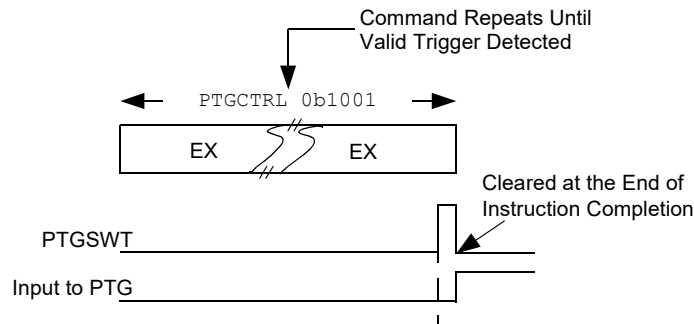 Command Repeats Until
Valid Trigger Detected
PTGCTRL 0b1001
EX EX
Cleared at the End of
Instruction Completion
PTGSWT
Input to PTG